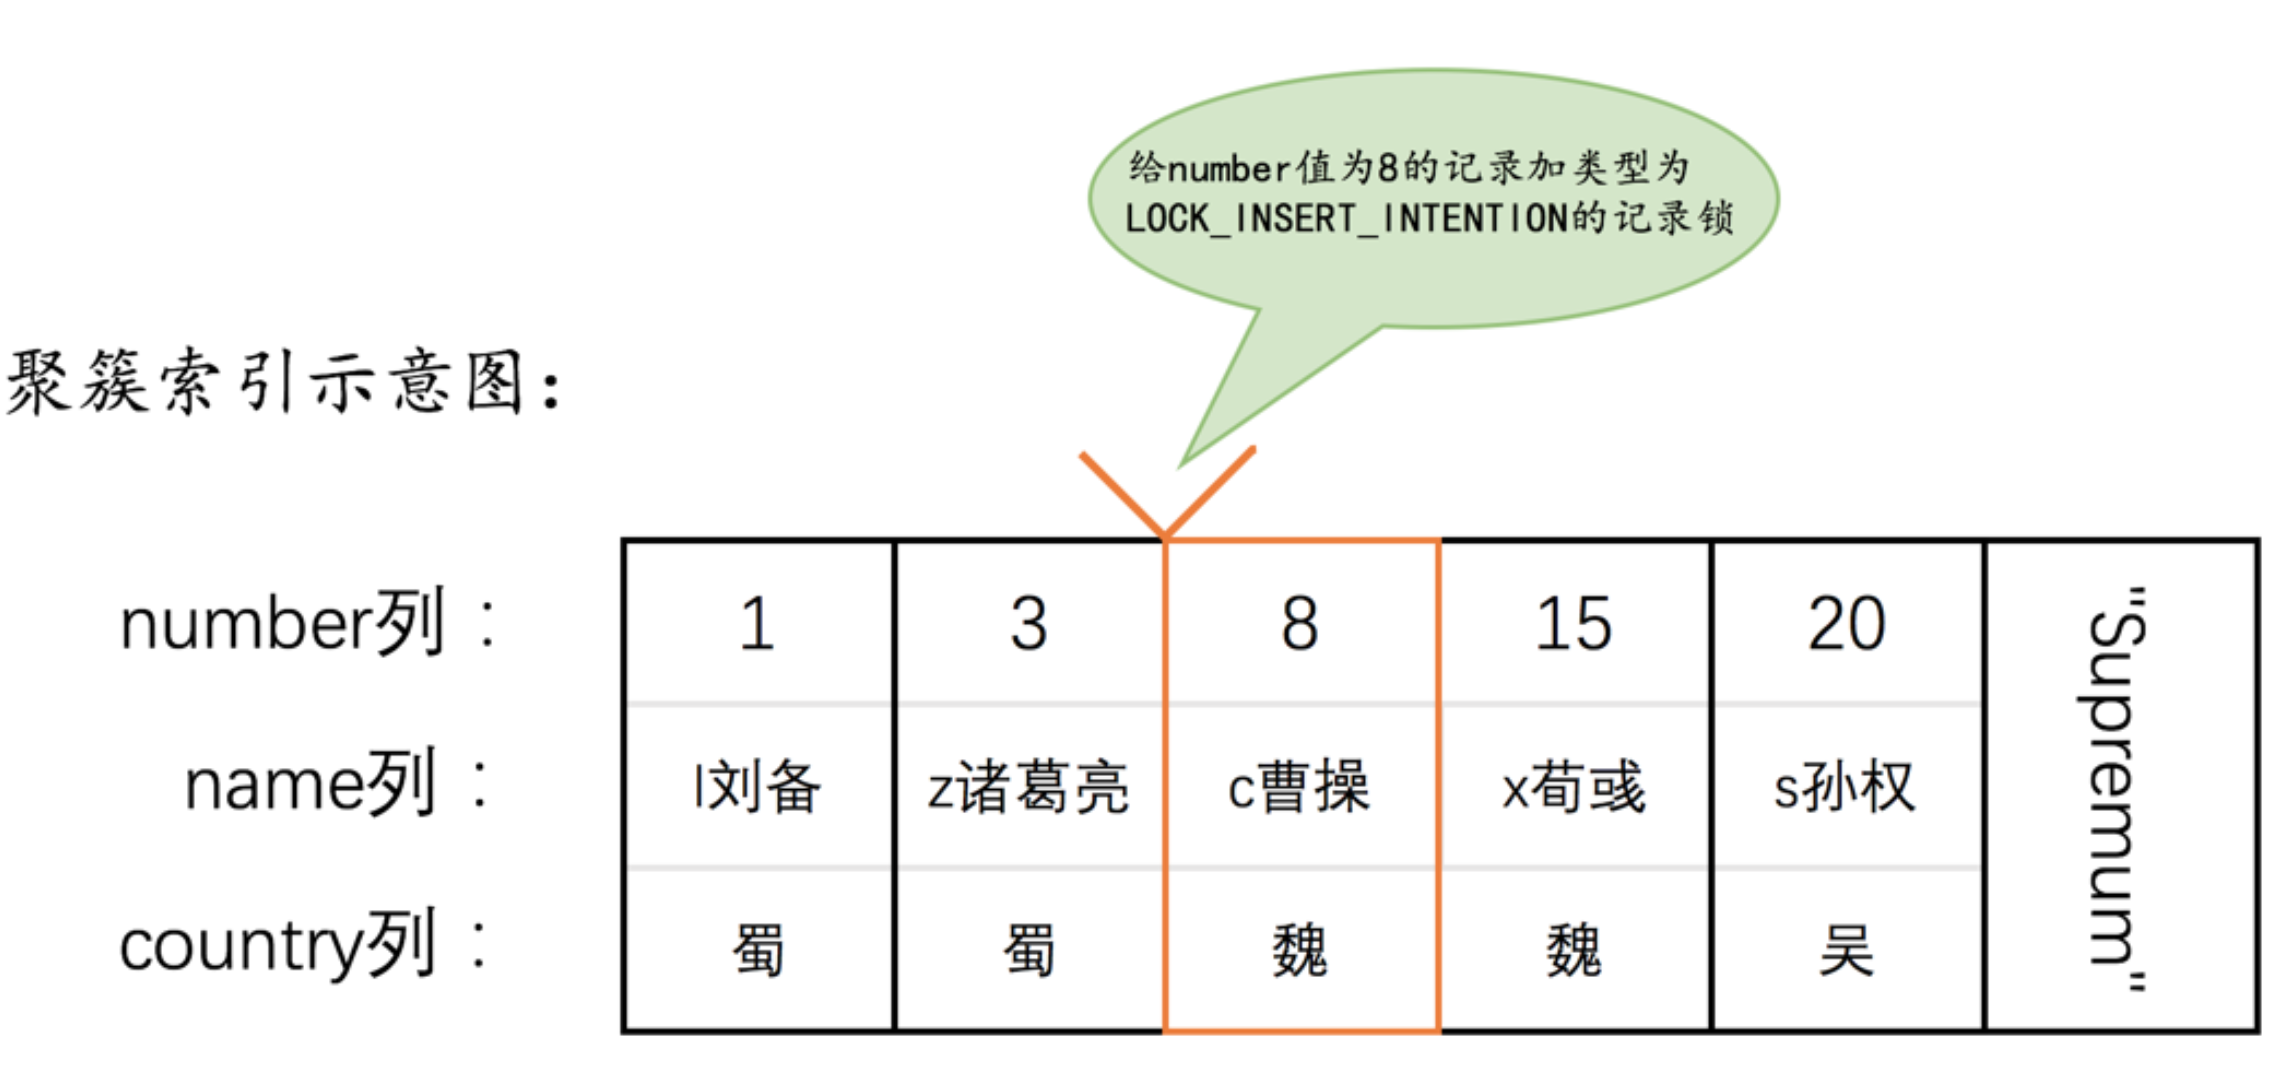 给number值为8的记录加类型为
LOCK_INSERT_INTENTION的记录锁
聚簇索引示意图：
number列： 1 3 8 15 20 "Supremum"
name列： l刘备 z诸葛亮 c曹操 x荀彧 s孙权
country列： 蜀 蜀 魏 魏 吴